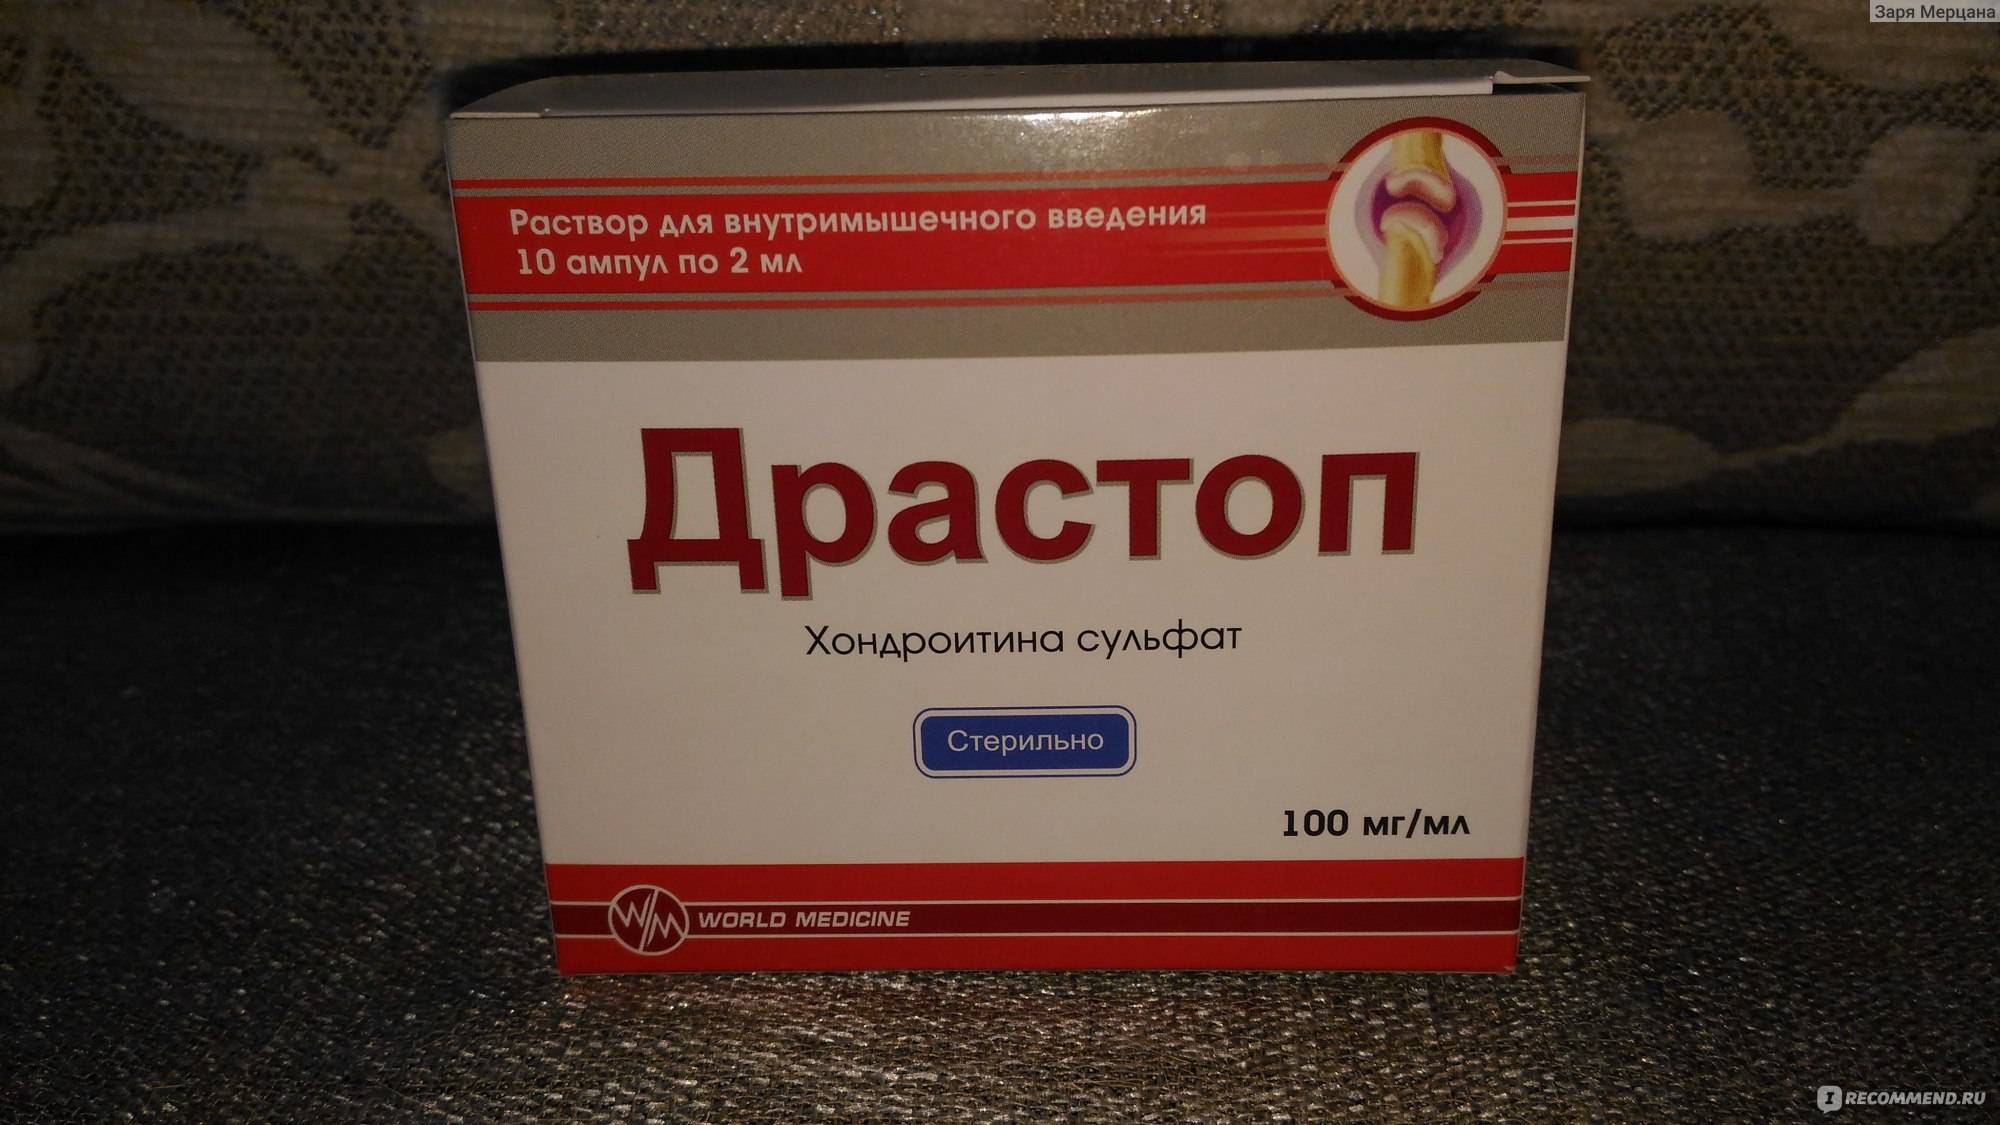 Заря Мерцана
Раствор для внутримышечного введения
10 ампул по 2 мл
Драстоп
Хондроитина сульфат
Стерильно
100 мг/мл
WM WORLD MEDICINE
I RECOMMEND.RU